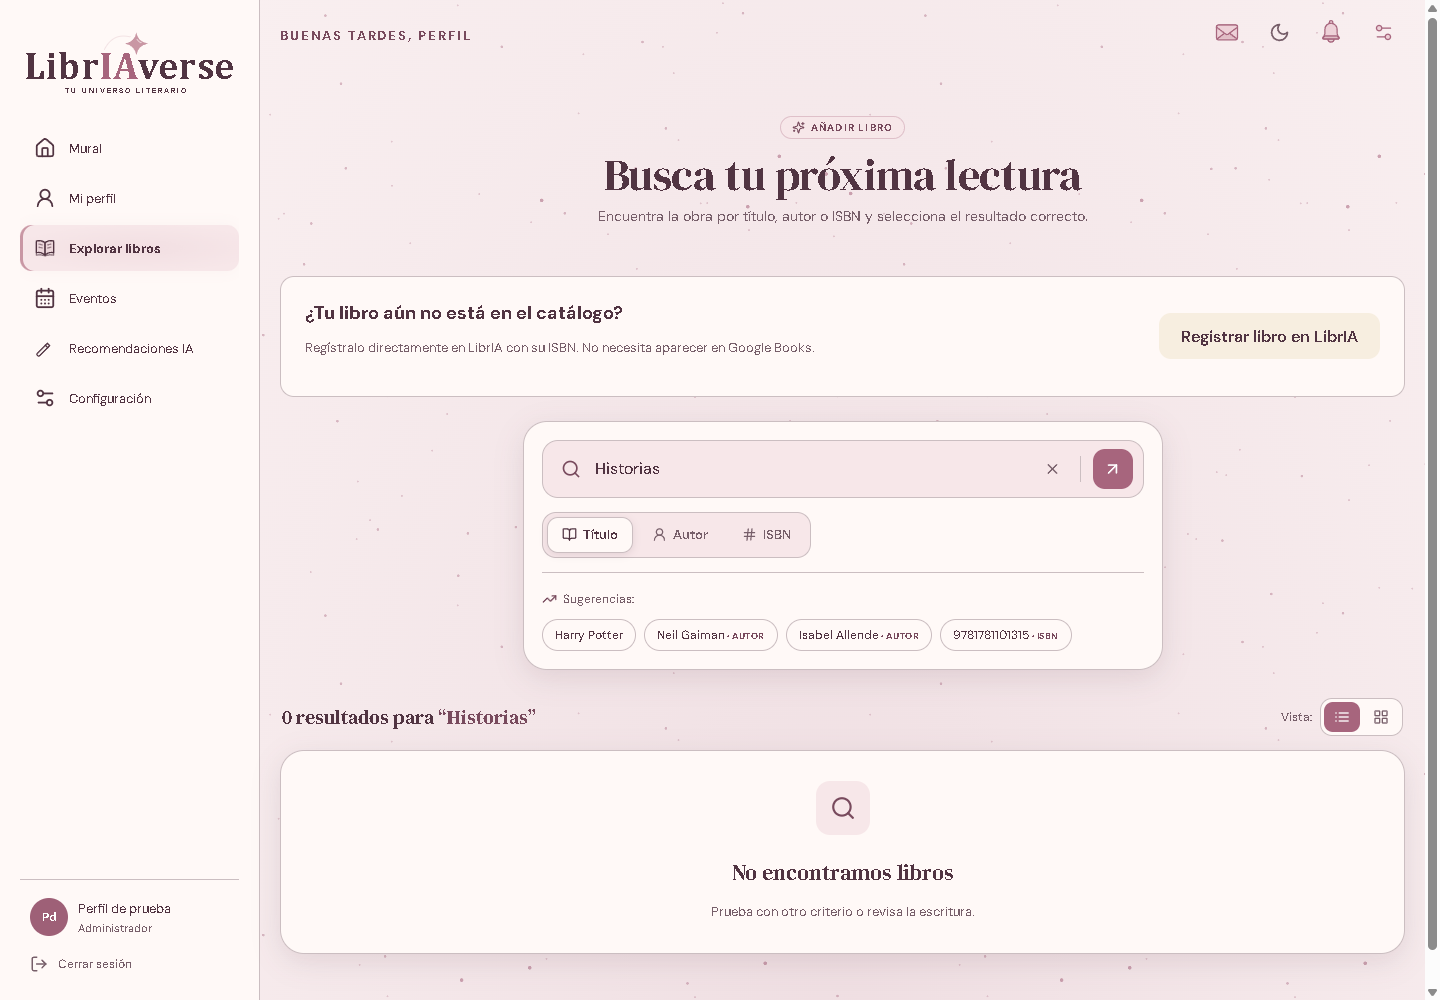 LibrIAverse
TU UNIVERSO LITERARIO
Mural
Mi perfil
Explorar libros
Eventos
Recomendaciones IA
Configuración
Pd
Perfil de prueba
Administrador
Cerrar sesión
BUENAS TARDES, PERFIL
AÑADIR LIBRO
Busca tu próxima lectura
Encuentra la obra por título, autor o ISBN y selecciona el resultado correcto.
¿Tu libro aún no está en el catálogo?
Regístralo directamente en LibrIA con su ISBN. No necesita aparecer en Google Books.
Registrar libro en LibrIA
Historias
Título Autor ISBN
Sugerencias:
Harry Potter Neil Gaiman · AUTOR Isabel Allende · AUTOR 9781781101315 · ISBN
0 resultados para “Historias”
Vista:
No encontramos libros
Prueba con otro criterio o revisa la escritura.